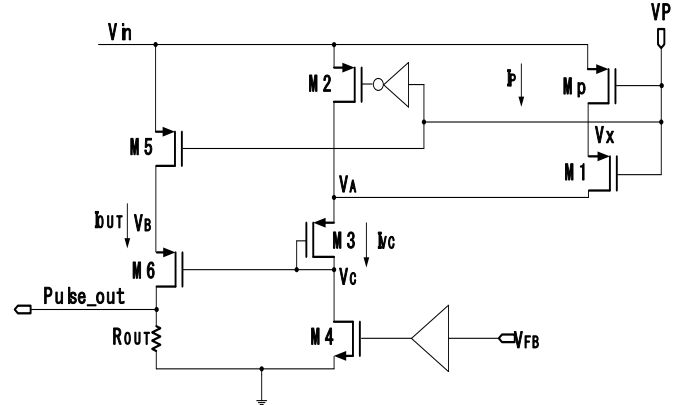 Vin
VP
M2
IP
Mp
M5
Vx
M1
VA
IOUT
VB
M3
IVC
M6
VC
Pulse_out
ROUT
M4
VFB